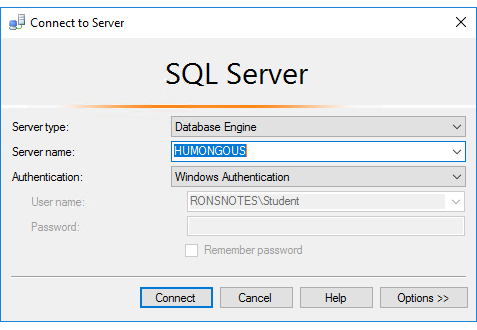 Connect to Server
SQL Server
Server type: Database Engine
Server name: HUMONGOUS
Authentication: Windows Authentication
User name: RONSNOTES\Student
Password:
Remember password
Connect Cancel Help Options >>